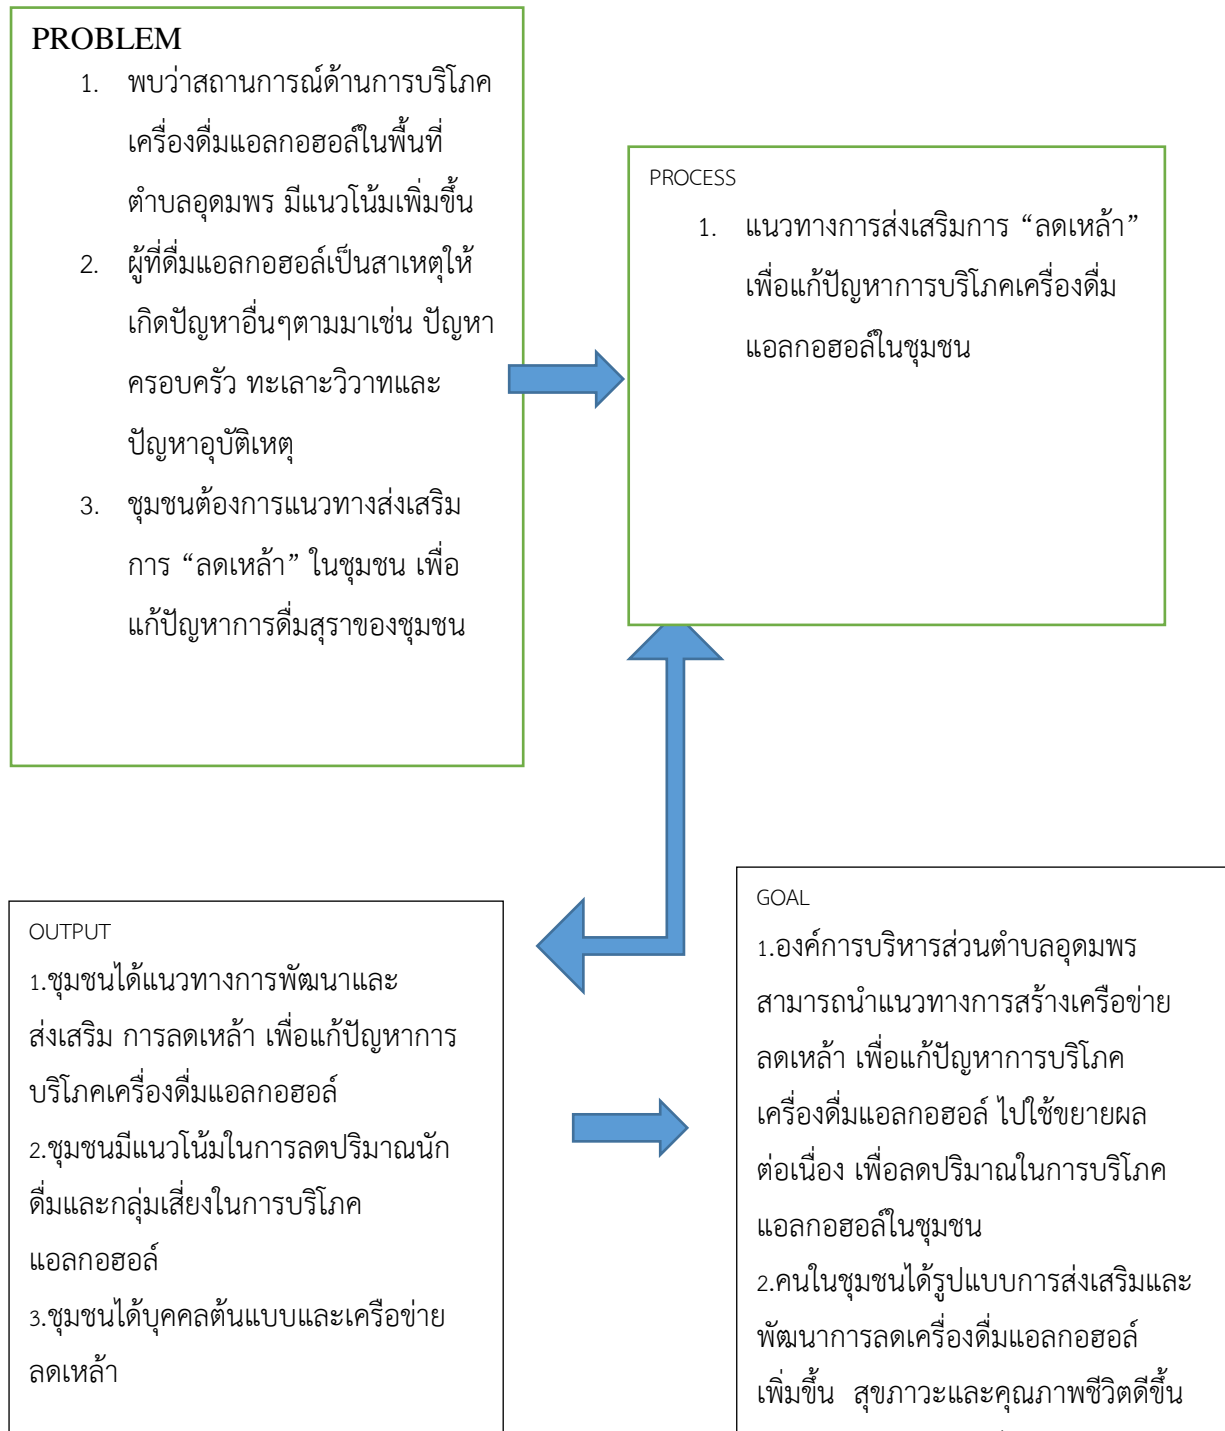 PROBLEM
1. พบว่าสถานการณ์ด้านการบริโภค
เครื่องดื่มแอลกอฮอล์ในพื้นที่
ตำบลอุดมพร มีแนวโน้มเพิ่มขึ้น
2. ผู้ที่ดื่มแอลกอฮอล์เป็นสาเหตุให้
เกิดปัญหาอื่นๆตามมาเช่น ปัญหา
ครอบครัว ทะเลาะวิวาทและ
ปัญหาอุบัติเหตุ
3. ชุมชนต้องการแนวทางส่งเสริม
การ “ลดเหล้า” ในชุมชน เพื่อ
แก้ปัญหาการดื่มสุราของชุมชน
PROCESS
1. แนวทางการส่งเสริมการ “ลดเหล้า”
เพื่อแก้ปัญหาการบริโภคเครื่องดื่ม
แอลกอฮอล์ในชุมชน
OUTPUT
1.ชุมชนได้แนวทางการพัฒนาและ
ส่งเสริม การลดเหล้า เพื่อแก้ปัญหาการ
บริโภคเครื่องดื่มแอลกอฮอล์
2.ชุมชนมีแนวโน้มในการลดปริมาณนัก
ดื่มและกลุ่มเสี่ยงในการบริโภค
แอลกอฮอล์
3.ชุมชนได้บุคคลต้นแบบและเครือข่าย
ลดเหล้า
GOAL
1.องค์การบริหารส่วนตำบลอุดมพร
สามารถนำแนวทางการสร้างเครือข่าย
ลดเหล้า เพื่อแก้ปัญหาการบริโภค
เครื่องดื่มแอลกอฮอล์ ไปใช้ขยายผล
ต่อเนื่อง เพื่อลดปริมาณในการบริโภค
แอลกอฮอล์ในชุมชน
2.คนในชุมชนได้รูปแบบการส่งเสริมและ
พัฒนาการลดเครื่องดื่มแอลกอฮอล์
เพิ่มขึ้น สุขภาวะและคุณภาพชีวิตดีขึ้น